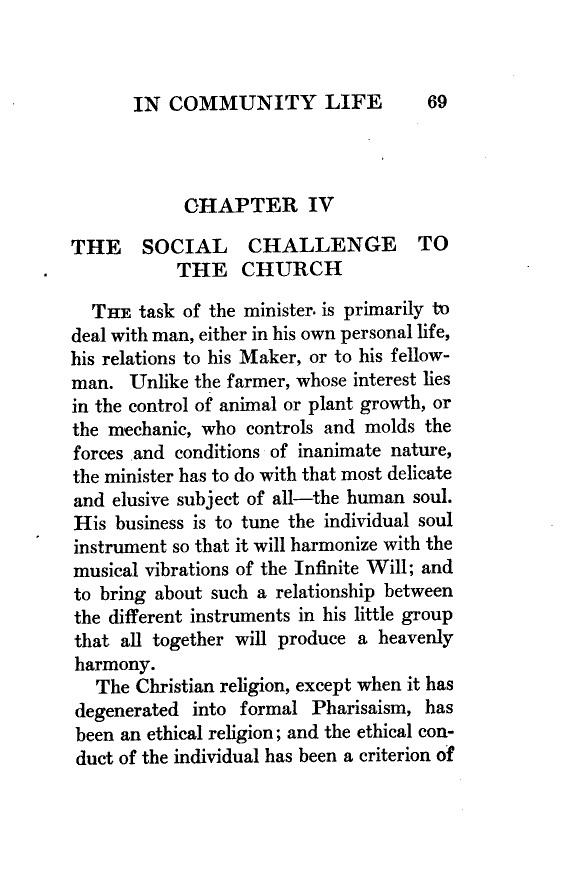 IN COMMUNITY LIFE 69
CHAPTER IV
THE SOCIAL CHALLENGE TO
THE CHURCH
THE task of the minister. is primarily to
deal with man, either in his own personal life,
his relations to his Maker, or to his fellow-
man. Unlike the farmer, whose interest lies
in the control of animal or plant growth, or
the mechanic, who controls and molds the
forces and conditions of inanimate nature,
the minister has to do with that most delicate
and elusive subject of all—the human soul.
His business is to tune the individual soul
instrument so that it will harmonize with the
musical vibrations of the Infinite Will; and
to bring about such a relationship between
the different instruments in his little group
that all together will produce a heavenly
harmony.
The Christian religion, except when it has
degenerated into formal Pharisaism, has
been an ethical religion; and the ethical con-
duct of the individual has been a criterion of